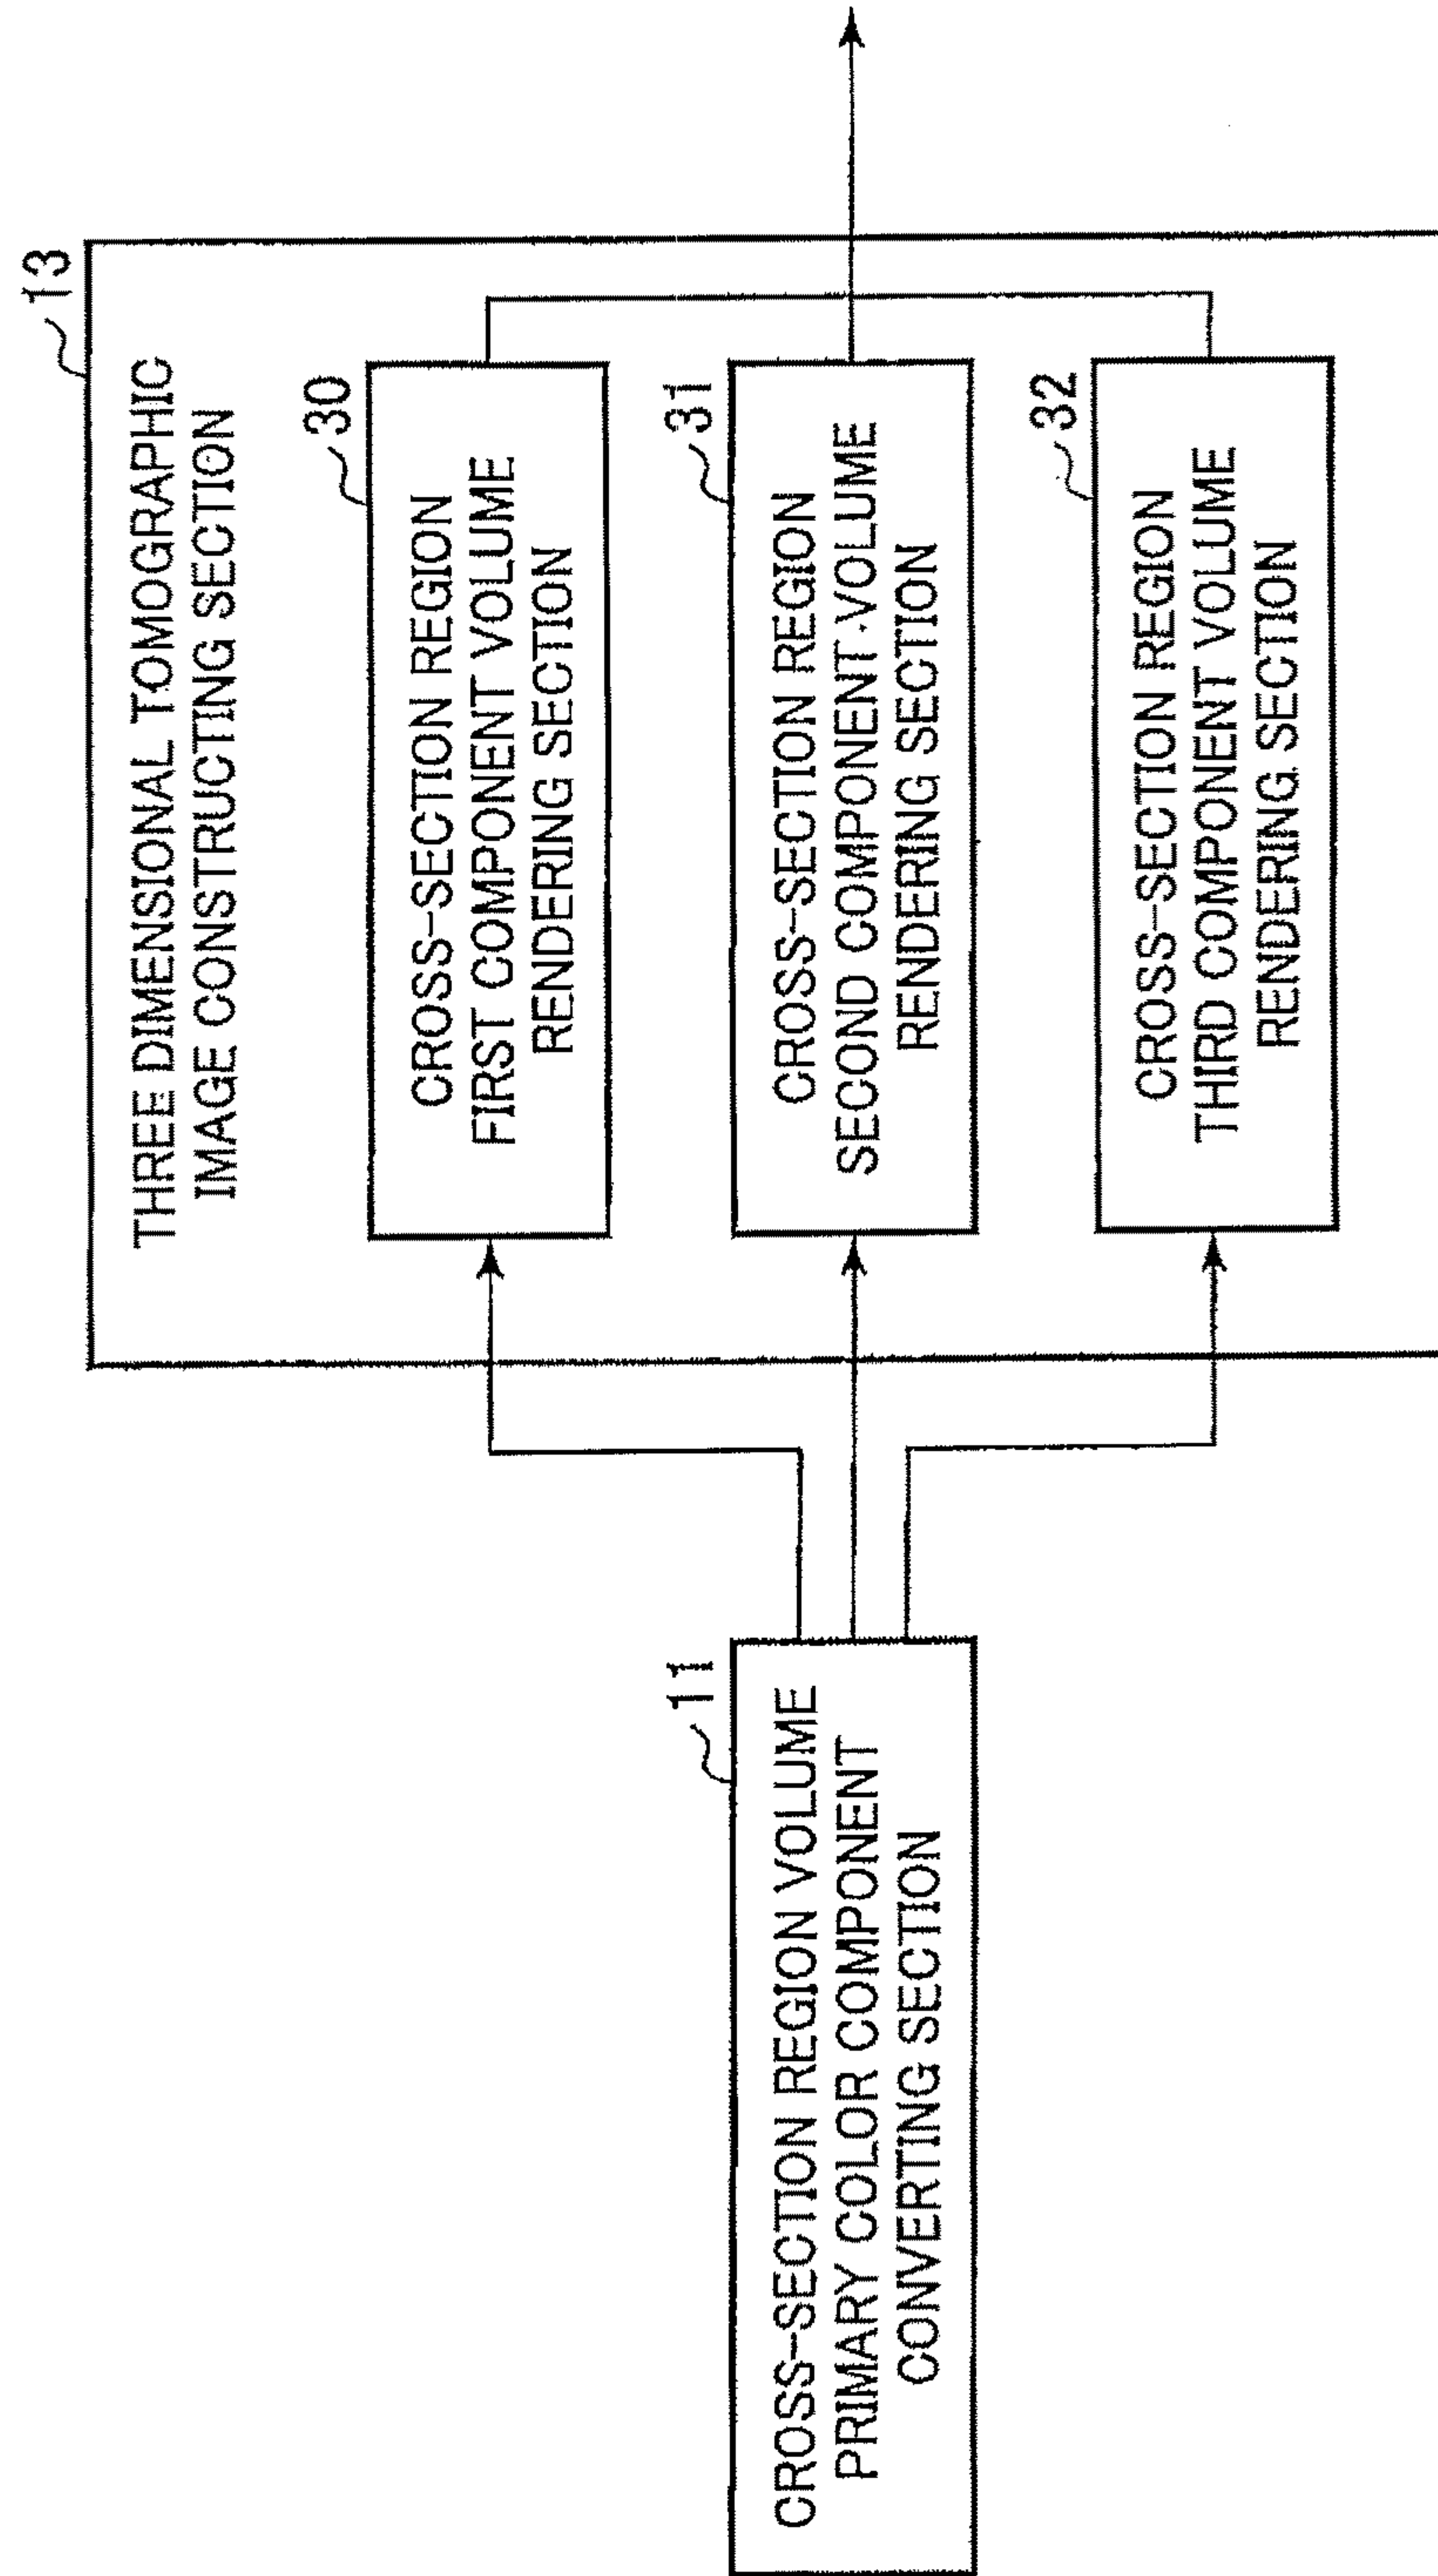 13
THREE DIMENSIONAL TOMOGRAPHIC
IMAGE CONSTRUCTING SECTION
30
CROSS-SECTION REGION
FIRST COMPONENT VOLUME
RENDERING SECTION
11
CROSS-SECTION REGION VOLUME
PRIMARY COLOR COMPONENT
CONVERTING SECTION
31
CROSS-SECTION REGION
SECOND COMPONENT VOLUME
RENDERING SECTION
32
CROSS-SECTION REGION
THIRD COMPONENT VOLUME
RENDERING SECTION